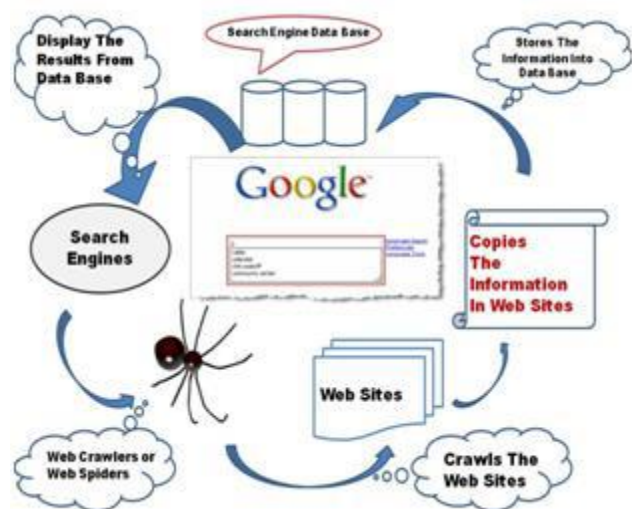 Display The
Results From
Data Base
Search Engine Data Base
Stores The
Information Into
Data Base
Google™
Search
Engines
Copies
The
Information
In Web Sites
Web Sites
Web Crawlers or
Web Spiders
Crawls The
Web Sites